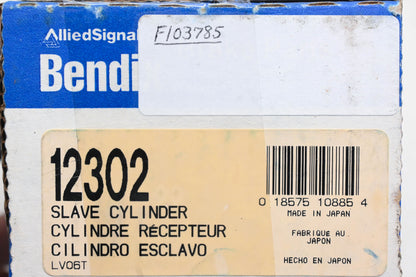 AlliedSignal
F103785
Bendi
12302
SLAVE CYLINDER
CYLINDRE RÉCEPTEUR
CILINDRO ESCLAVO
LV06T
0 18575 10885 4
MADE IN JAPAN
FABRIQUE AU
JAPON
HECHO EN JAPON